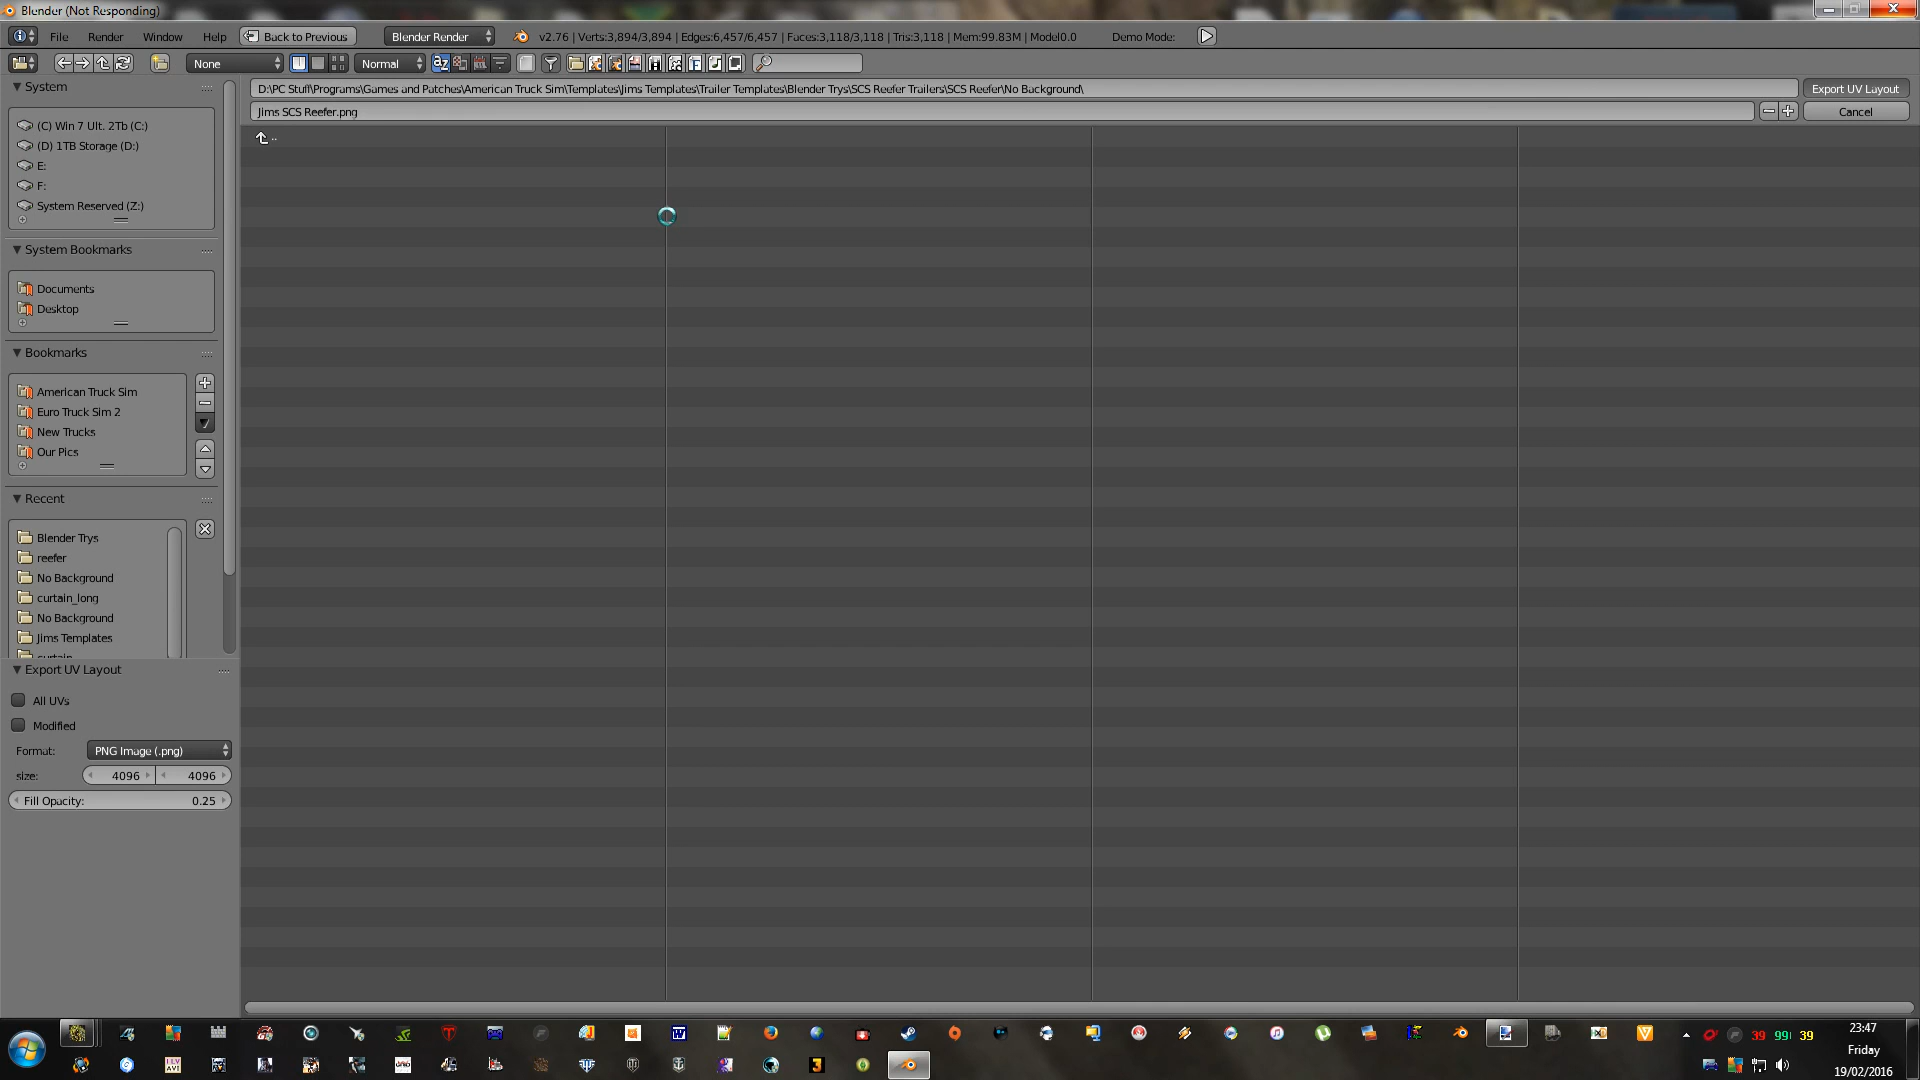 Blender (Not Responding)
File Render Window Help Back to Previous Blender Render v2.76 | Verts:3,894/3,894 | Edges:6,457/6,457 | Faces:3,118/3,118 | Tris:3,118 | Mem:99.83M | Model0.0 Demo Mode:
None Normal
System
D:\PC Stuff\Programs\Games and Patches\American Truck Sim\Templates\Jims Templates\Trailer Templates\Blender Trys\SCS Reefer Trailers\SCS Reefer\No Background\ Export UV Layout
Jims SCS Reefer.png Cancel
..
(C) Win 7 Ult. 2Tb (C:)
(D) 1TB Storage (D:)
E:
F:
System Reserved (Z:)
System Bookmarks
Documents
Desktop
Bookmarks
American Truck Sim
Euro Truck Sim 2
New Trucks
Our Pics
Recent
Blender Trys
reefer
No Background
curtain_long
No Background
Jims Templates
curtain
Export UV Layout
All UVs
Modified
Format: PNG Image (.png)
size: 4096 4096
Fill Opacity: 0.25
39 99 39
23:47
Friday
19/02/2016